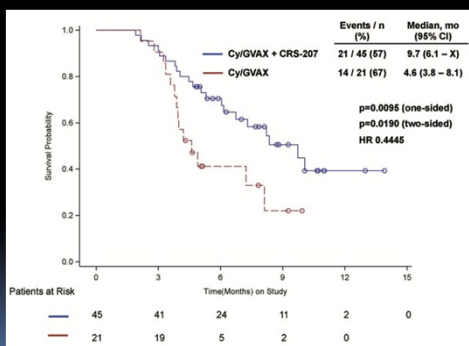 Events / n Median, mo
(%) (95% CI)
Cy/GVAX + CRS-207 21 / 45 (57) 9.7 (6.1 – X)
Cy/GVAX 14 / 21 (67) 4.6 (3.8 – 8.1)
p=0.0095 (one-sided)
p=0.0190 (two-sided)
HR 0.4445
Survival Probability
1.0
0.8
0.6
0.4
0.2
0.0
0 3 6 9 12 15
Time(Months) on Study
Patients at Risk
45 41 24 11 2 0
21 19 5 2 0